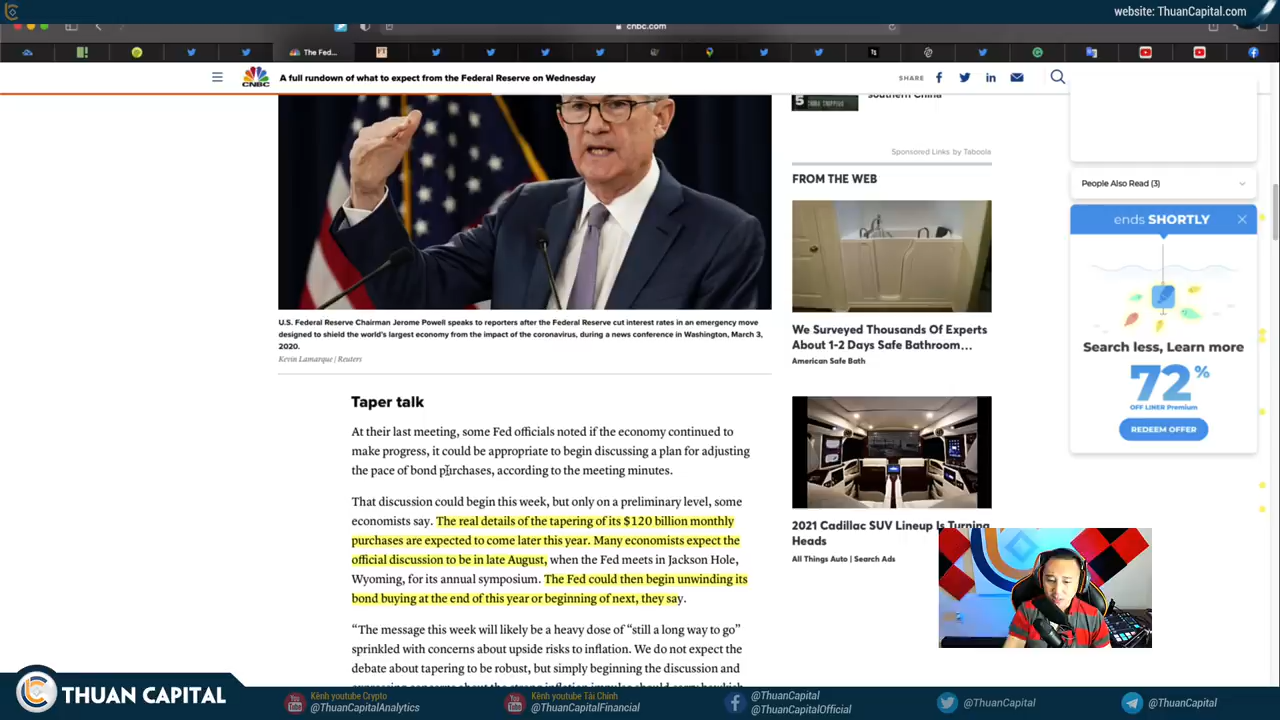 website: ThuanCapital.com
cnbc.com
The Fed...
A full rundown of what to expect from the Federal Reserve on Wednesday
SHARE
CNBC
5
southern China
Sponsored Links by Taboola
FROM THE WEB
People Also Read (3)
ends SHORTLY
Search less, Learn more
72%
OFF LINER Premium
REDEEM OFFER
We Surveyed Thousands Of Experts
About 1-2 Days Safe Bathroom...
American Safe Bath
2021 Cadillac SUV Lineup Is Turning
Heads
All Things Auto | Search Ads
U.S. Federal Reserve Chairman Jerome Powell speaks to reporters after the Federal Reserve cut interest rates in an emergency move
designed to shield the world's largest economy from the impact of the coronavirus, during a news conference in Washington, March 3,
2020.
Kevin Lamarque | Reuters
Taper talk
At their last meeting, some Fed officials noted if the economy continued to
make progress, it could be appropriate to begin discussing a plan for adjusting
the pace of bond purchases, according to the meeting minutes.
That discussion could begin this week, but only on a preliminary level, some
economists say. The real details of the tapering of its $120 billion monthly
purchases are expected to come later this year. Many economists expect the
official discussion to be in late August, when the Fed meets in Jackson Hole,
Wyoming, for its annual symposium. The Fed could then begin unwinding its
bond buying at the end of this year or beginning of next, they say.
“The message this week will likely be a heavy dose of “still a long way to go”
sprinkled with concerns about upside risks to inflation. We do not expect the
debate about tapering to be robust, but simply beginning the discussion and
THUAN CAPITAL
Kênh youtube Crypto
@ThuanCapitalAnalytics
Kênh youtube Tài Chính
@ThuanCapitalFinancial
@ThuanCapital
@ThuanCapitalOfficial
@ThuanCapital
@ThuanCapital